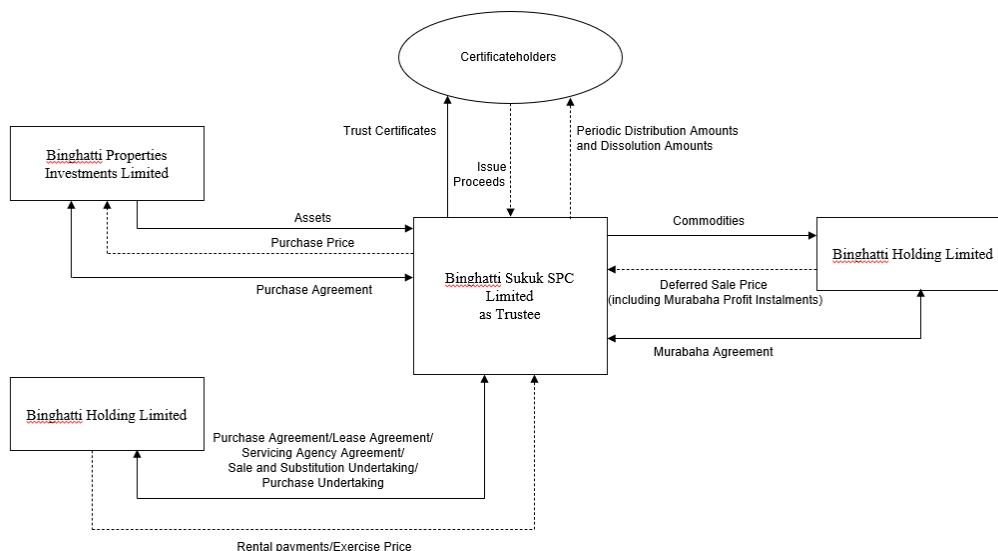 Certificateholders
Trust Certificates
Periodic Distribution Amounts
and Dissolution Amounts
Issue
Proceeds
Binghatti Properties
Investments Limited
Assets
Purchase Price
Purchase Agreement
Binghatti Sukuk SPC
Limited
as Trustee
Commodities
Binghatti Holding Limited
Deferred Sale Price
(including Murabaha Profit Instalments)
Murabaha Agreement
Binghatti Holding Limited
Purchase Agreement/Lease Agreement/
Servicing Agency Agreement/
Sale and Substitution Undertaking/
Purchase Undertaking
Rental payments/Exercise Price